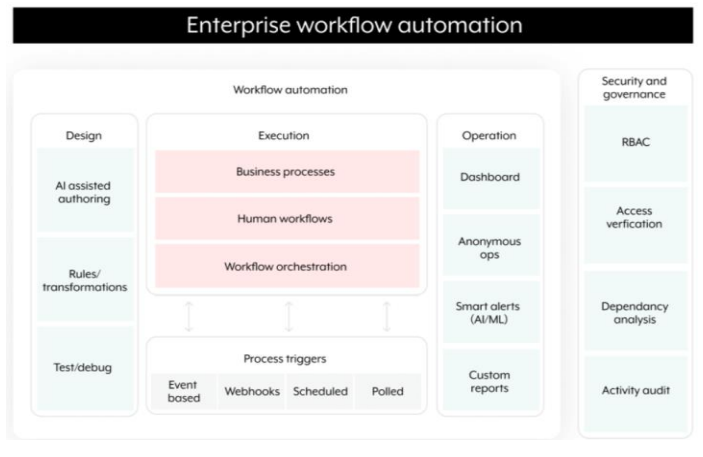 Enterprise workflow automation
Workflow automation
Design
AI assisted
authoring
Rules/
transformations
Test/debug
Execution
Business processes
Human workflows
Workflow orchestration
Process triggers
Event
based
Webhooks
Scheduled
Polled
Operation
Dashboard
Anonymous
ops
Smart alerts
(AI/ML)
Custom
reports
Security and
governance
RBAC
Access
verfication
Dependancy
analysis
Activity audit